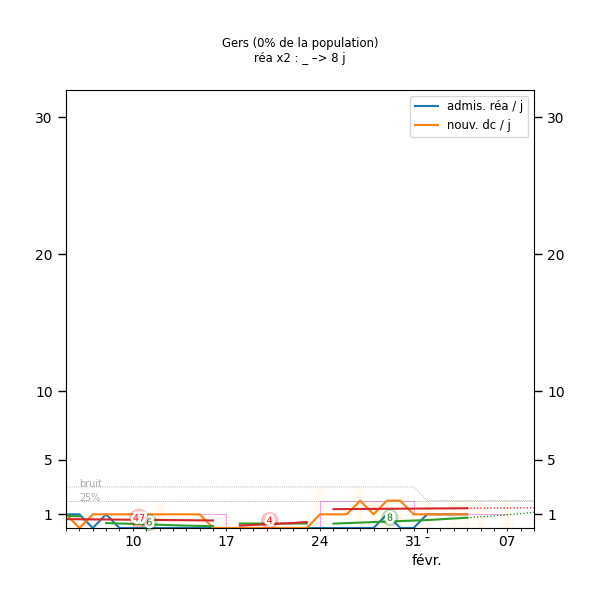 Gers (0% de la population)
réa x2 : _ –> 8 j
admis. réa / j
nouv. dc / j
30 30
20 20
10 10
5 5
bruit
25%
1 1
47 6 4 8
10 17 24 31 - 07
févr.